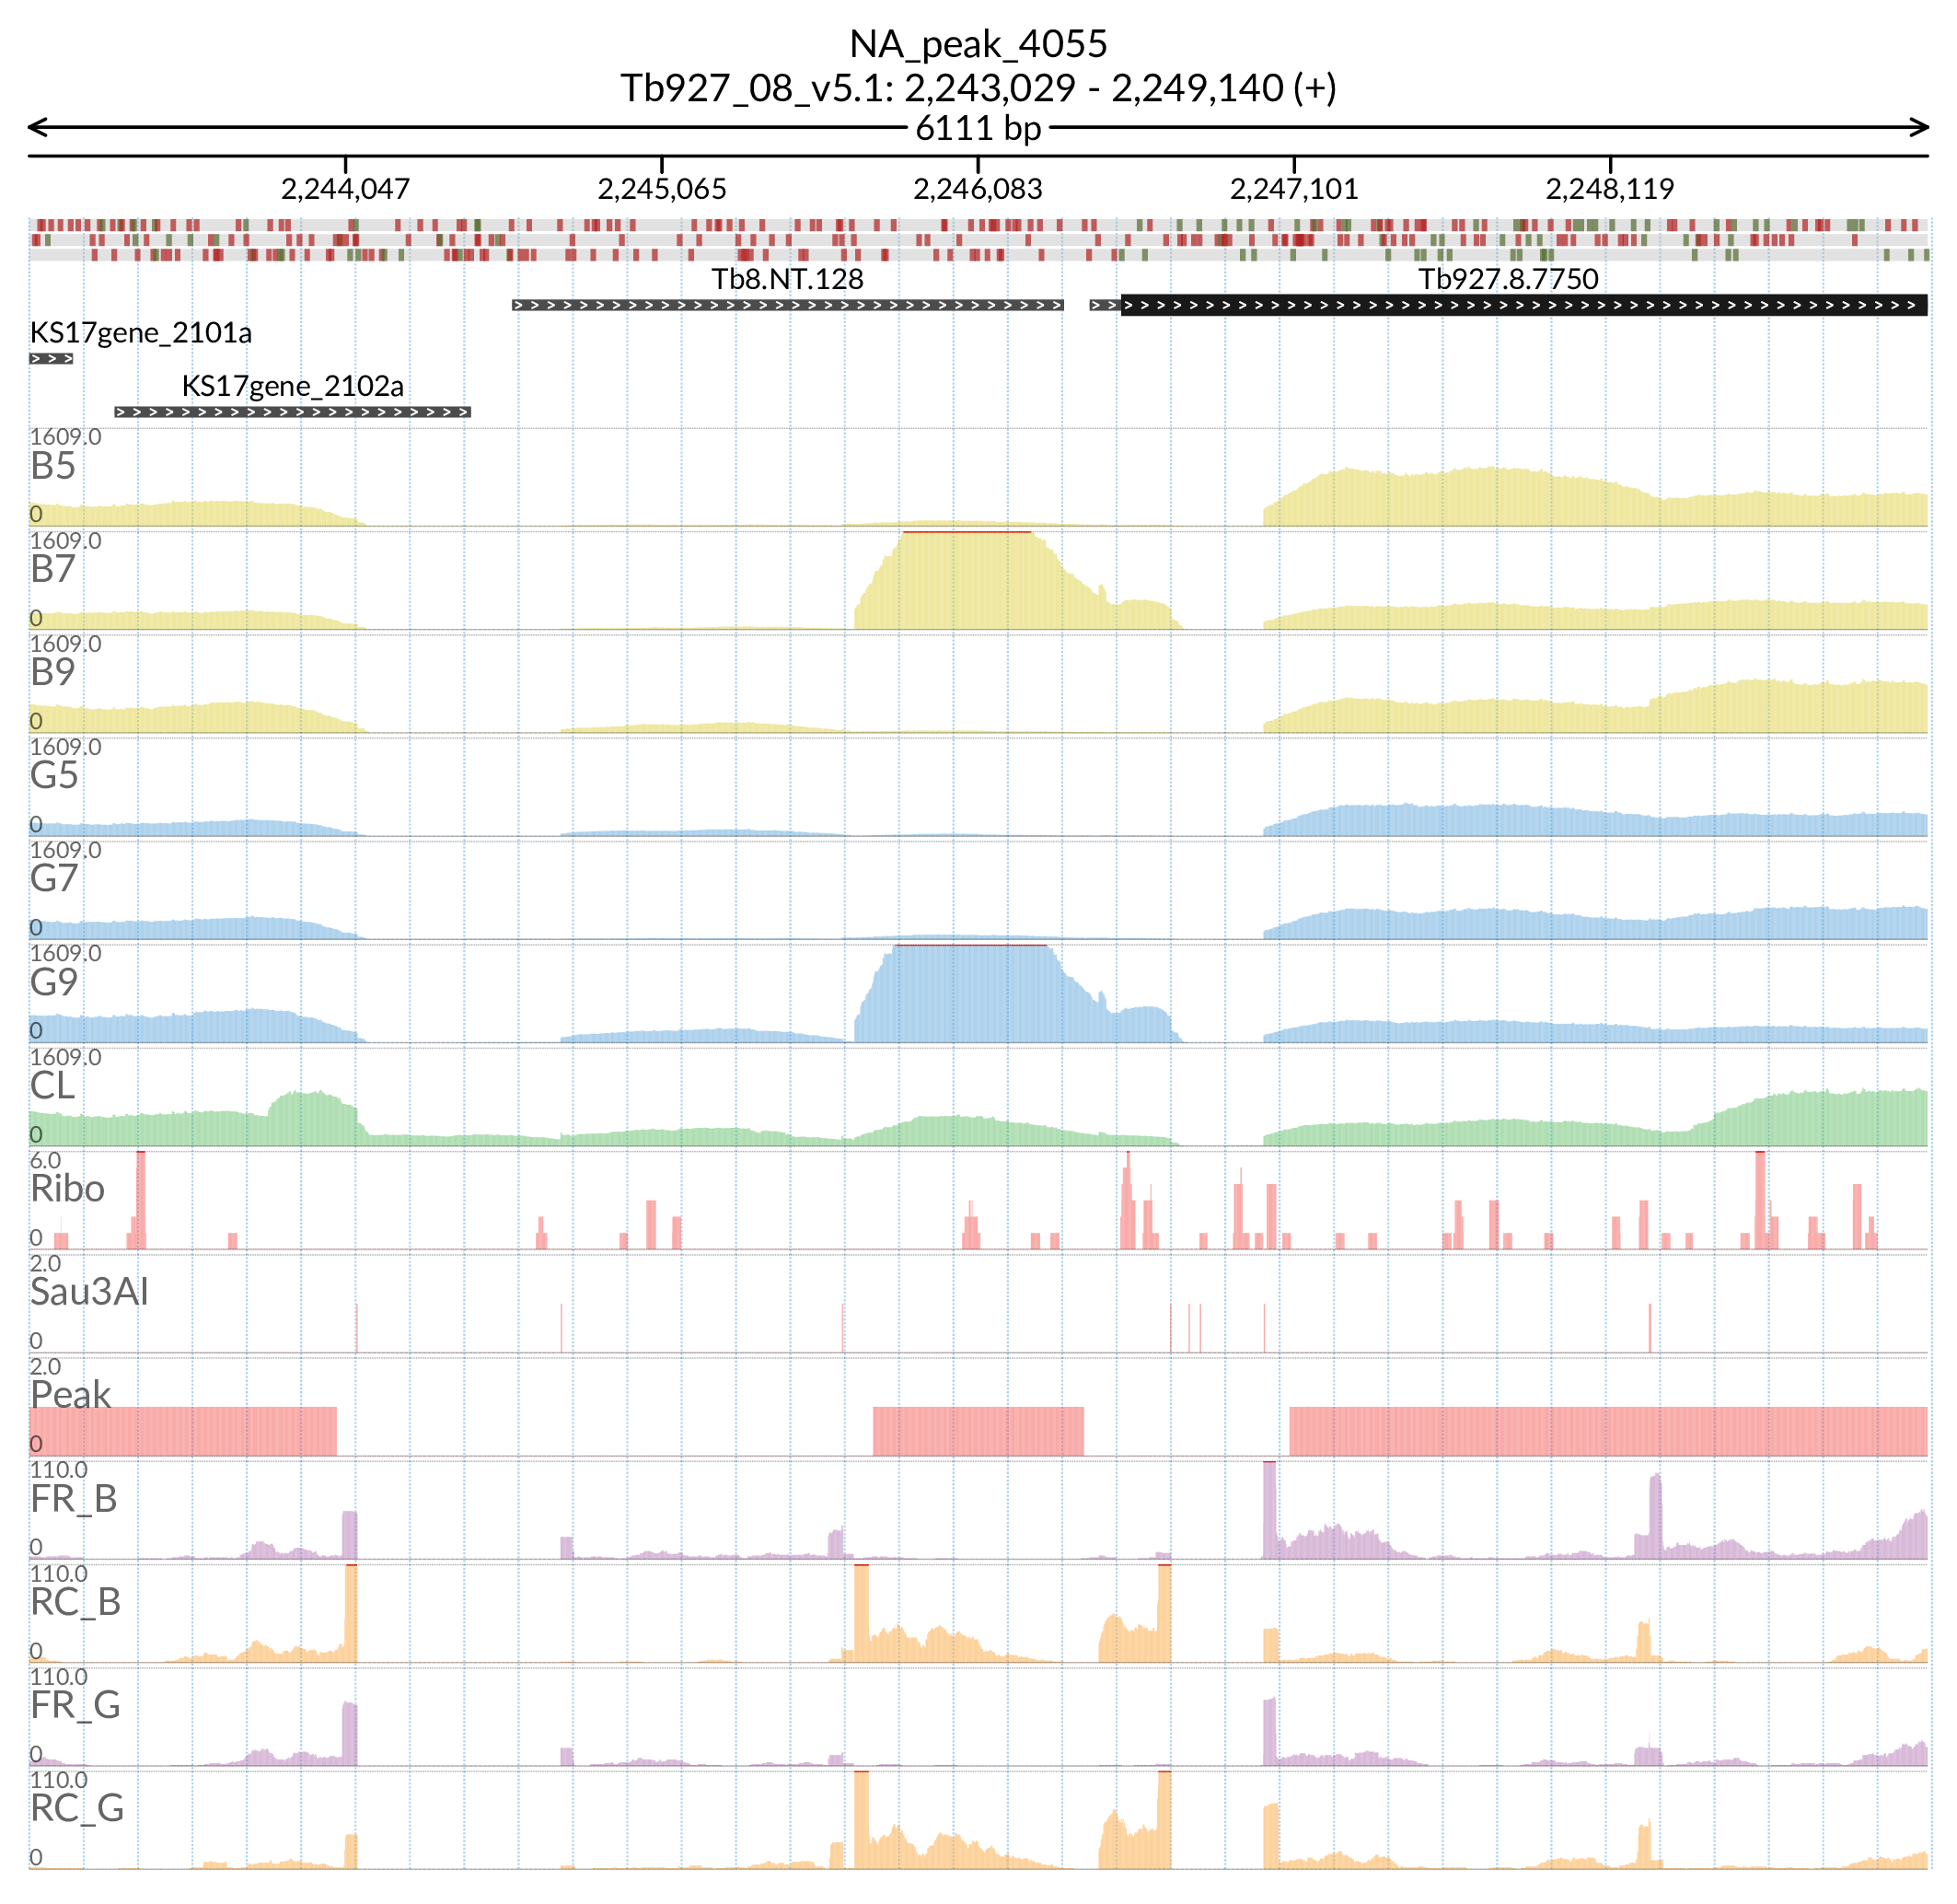 NA_peak_4055
Tb927_08_v5.1: 2,243,029 - 2,249,140 (+)
6111 bp
2,244,047 2,245,065 2,246,083 2,247,101 2,248,119
Tb8.NT.128 Tb927.8.7750
KS17gene_2101a
KS17gene_2102a
1609.0
B5
0
1609.0
B7
0
1609.0
B9
0
1609.0
G5
0
1609.0
G7
0
1609.0
G9
0
1609.0
CL
0
6.0
Ribo
0
2.0
Sau3AI
0
2.0
Peak
0
110.0
FR_B
0
110.0
RC_B
0
110.0
FR_G
0
110.0
RC_G
0